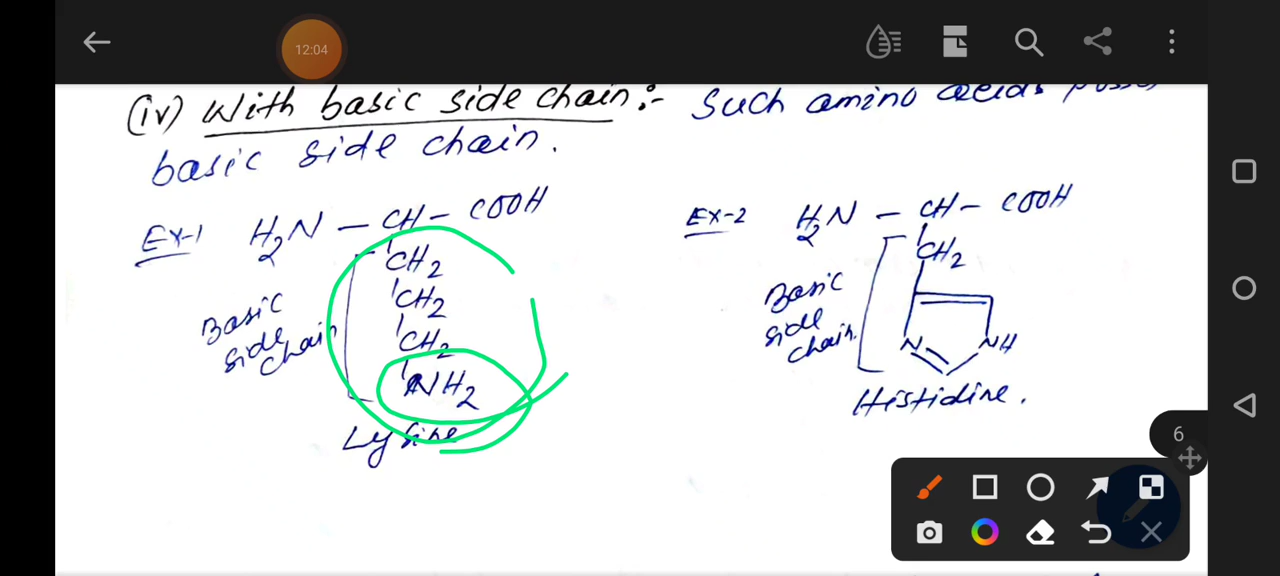 12:04
(iv) With basic side chain :- Such amino acids
basic side chain.
Ex-1 H2N - CH - COOH
CH2
CH2
CH2
NH2
Basic side chain
Lysine
Ex-2 H2N - CH - COOH
CH2
N NH
Basic side chain.
Histidine.
6